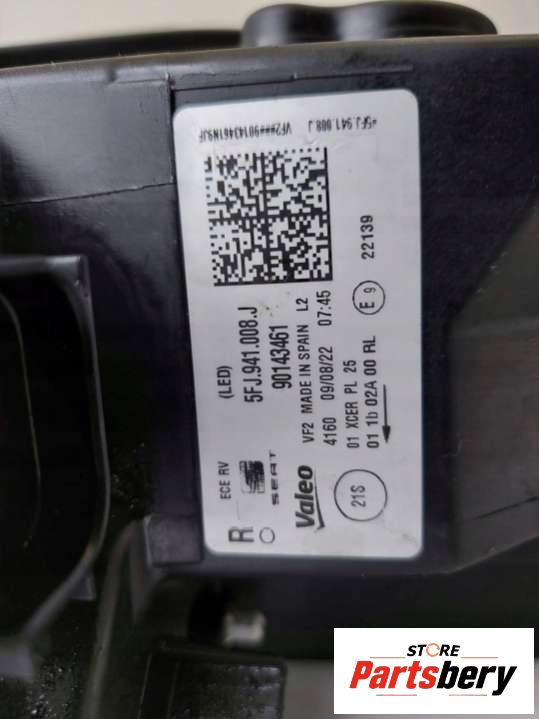 *5FJ.941.008.J
VF2###90143461N9JF
(LED)
5FJ.941.008.J
90143461
ECE RV
SEAT
R
Valeo
VF2 MADE IN SPAIN L2
4160 09/08/22 07:45
01 XCER PL 25
01 1b 02A 00 RL
21S
E 9
22139
STORE
Partsbery